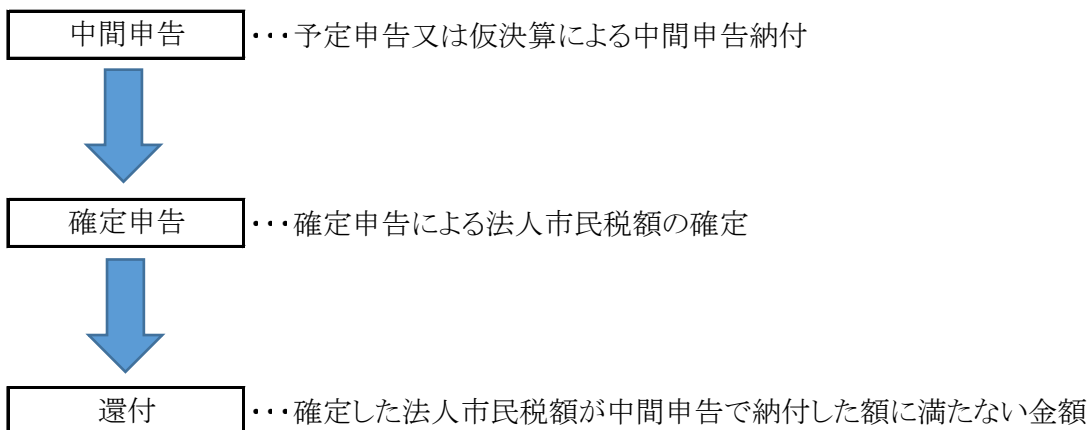 中間申告 ・・・予定申告又は仮決算による中間申告納付
確定申告 ・・・確定申告による法人市民税額の確定
還付 ・・・確定した法人市民税額が中間申告で納付した額に満たない金額